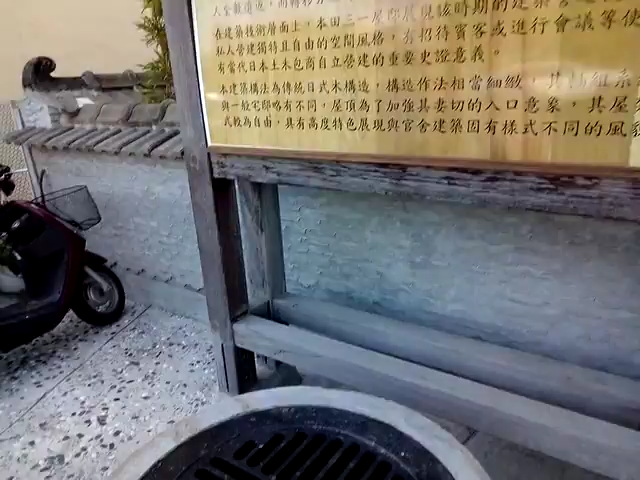 在建築技術層面上，本田三一屋除展現該時期的建築
私人營建獨特且自由的空間風格，有招待賓客或進行會議等使
有當代日本土木包商自立營建的重要史證意義。
本建築構法為傳統日式木構造，構造作法相當細緻，其
與一般宅邸略有不同，屋頂為了加強其妻切的入口意象，其屋
式較為自由，具有高度特色展現與官舍建築固有樣式不同的風